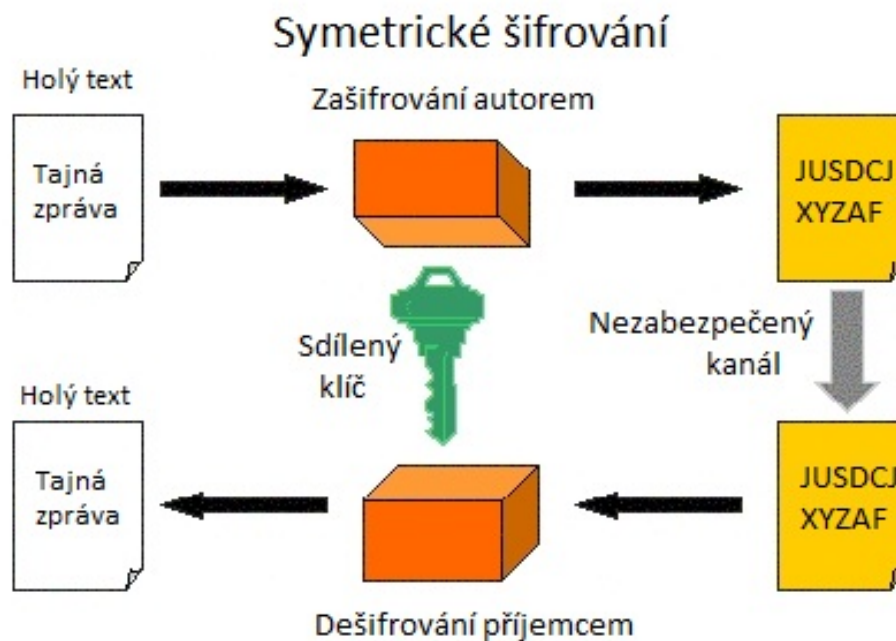 Symetrické šifrování
Holý text
Zašifrování autorem
Tajná
zpráva
JUSDCJ
XYZAF
Sdílený
klíč
Nezabezpečený
kanál
Holý text
Tajná
zpráva
JUSDCJ
XYZAF
Dešifrování příjemcem